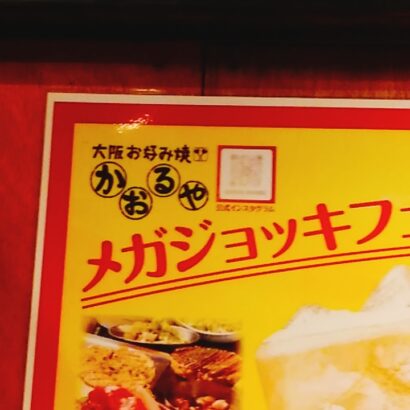 大阪お好み焼
かおるや
公式インスタグラム
メガジョッキフェ